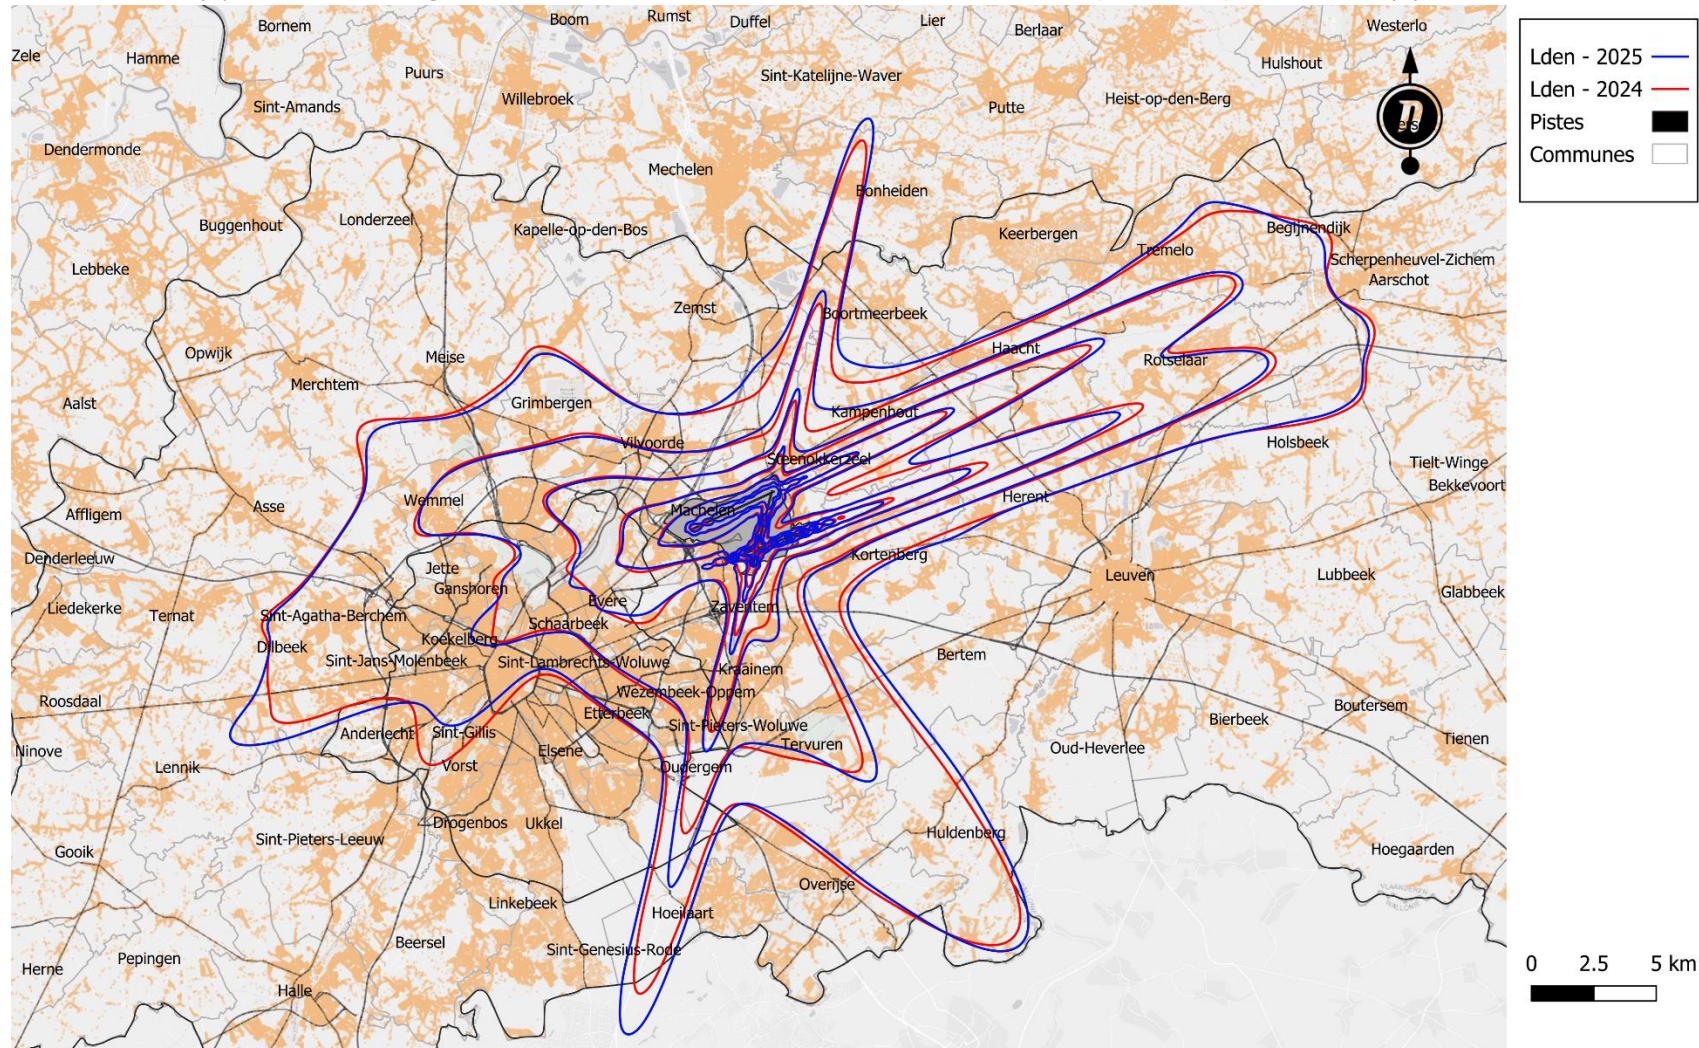 Bornem
Boom
Rumst
Duffel
Lier
Berlaar
Westerlo
Zele
Hamme
Puurs
Sint-Katelijne-Waver
Hulshout
Sint-Amands
Willebroek
Putte
Heist-op-den-Berg
Dendermonde
Mechelen
Bonheiden
Buggenhout
Londerzeel
Kapelle-op-den-Bos
Keerbergen
Begijnendijk
Tremelo
Scherpenheuvel-Zichem
Lebbeke
Aarschot
Zemst
Boortmeerbeek
Opwijk
Meise
Haacht
Rotselaar
Merchtem
Aalst
Grimbergen
Kampenhout
Vilvoorde
Holsbeek
Steenokkerzeel
Tielt-Winge
Bekkevoort
Wemmel
Herent
Asse
Machelen
Affligem
Denderleeuw
Kortenberg
Jette
Leuven
Lubbeek
Ganshoren
Glabbeek
Liedekerke
Ternat
Sint-Agatha-Berchem
Evere
Zaventem
Schaarbeek
Koekelberg
Dilbeek
Sint-Jans-Molenbeek
Sint-Lambrechts-Woluwe
Bertem
Kraainem
Wezembeek-Oppem
Roosdaal
Etterbeek
Boutersem
Bierbeek
Sint-Pieters-Woluwe
Anderlecht
Sint-Gillis
Tervuren
Tienen
Ninove
Elsene
Oud-Heverlee
Lennik
Vorst
Oudergem
Drogenbos
Ukkel
Huldenberg
Sint-Pieters-Leeuw
Gooik
Hoegaarden
Overijse
VLAANDEREN
WALLONIE
Linkebeek
Hoeilaart
Beersel
Sint-Genesius-Rode
Pepingen
Herne
Halle
Lden - 2025
Lden - 2024
Pistes
Communes
0 2.5 5 km